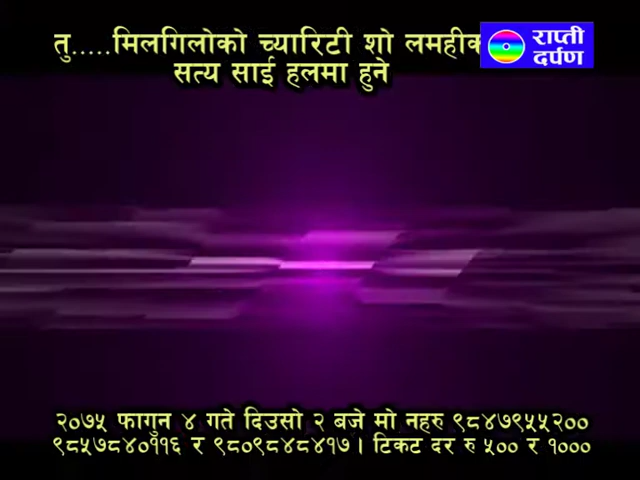 तु.....मिलगिलोको च्यारिटी शो लमहीक
सत्य साई हलमा हुने
राप्ती
दर्पण
२०७५ फागुन ४ गते दिउसो २ बजे मो नहरु ९८४७९५५२००
९८५७८४०११६ र ९८०९८४८४१७ । टिकट दर रु ५०० र १०००